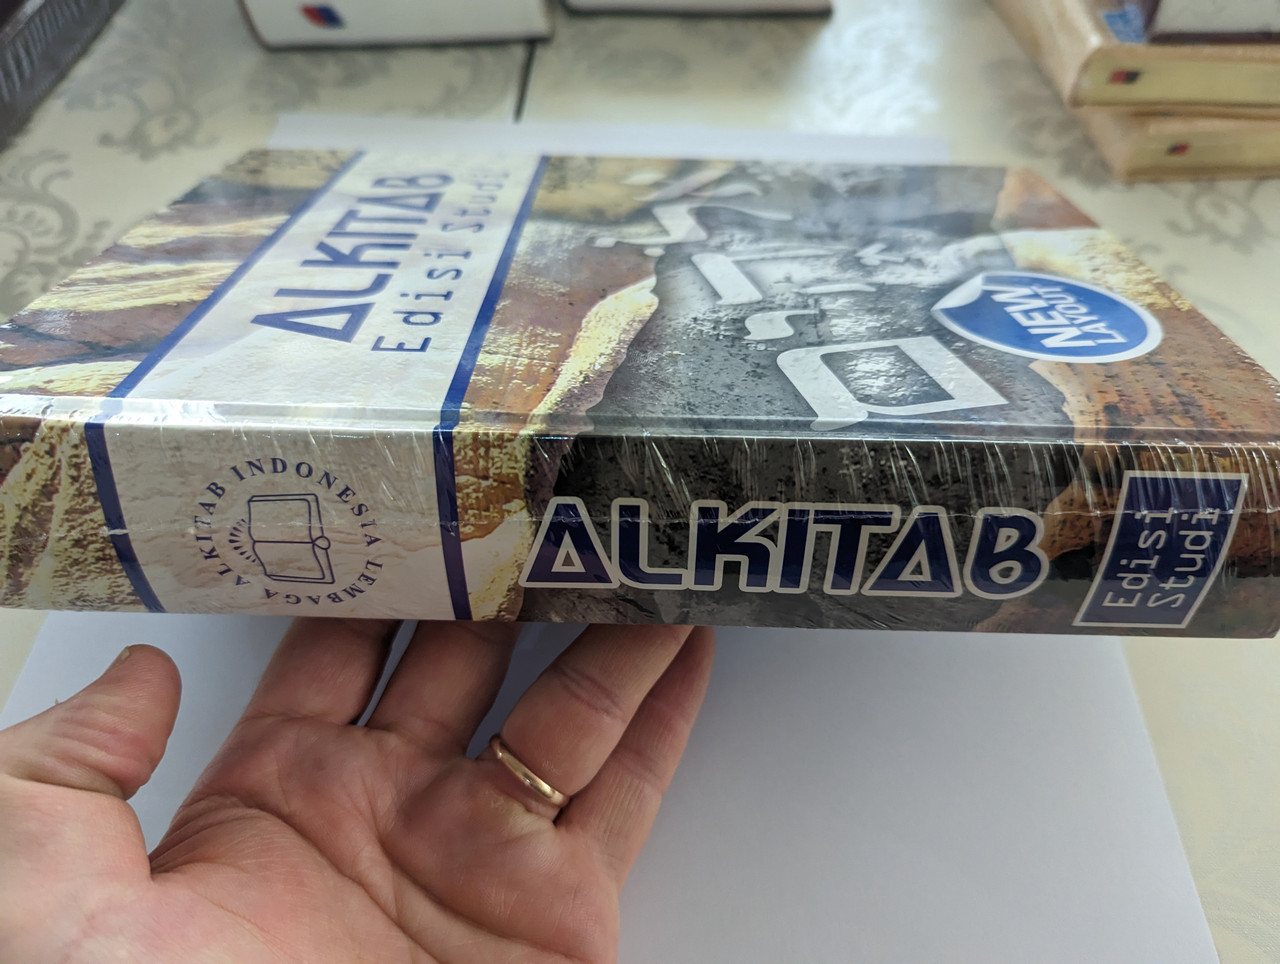 ALKITAB
Edisi Studi
NEW
LAYOUT
LEMBAGA ALKITAB INDONESIA
ALKITAB
Edisi
Studi